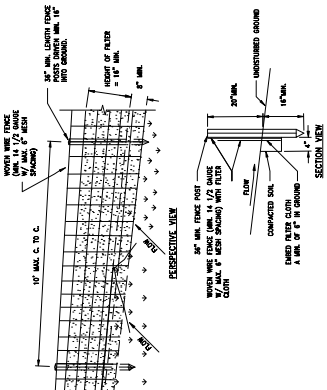 36" MIN. LENGTH FENCE
POSTS DRIVEN MIN. 16"
INTO GROUND.
HEIGHT OF FILTER
= 16" MIN.
8" MIN.
WOVEN WIRE FENCE
(MIN. 14 1/2 GAUGE
W/ MAX. 6" MESH
SPACING)
10' MAX. C. TO C.
FLOW
FLOW
PERSPECTIVE VIEW
36" MIN. FENCE POST
WOVEN WIRE FENCE (MIN. 14 1/2 GAUGE
W/ MAX. 6" MESH SPACING) WITH FILTER
CLOTH
20"MIN.
UNDISTURBED GROUND
16"MIN.
FLOW
COMPACTED SOIL
EMBED FILTER CLOTH
A MIN. OF 6" IN GROUND
4"
SECTION VIEW